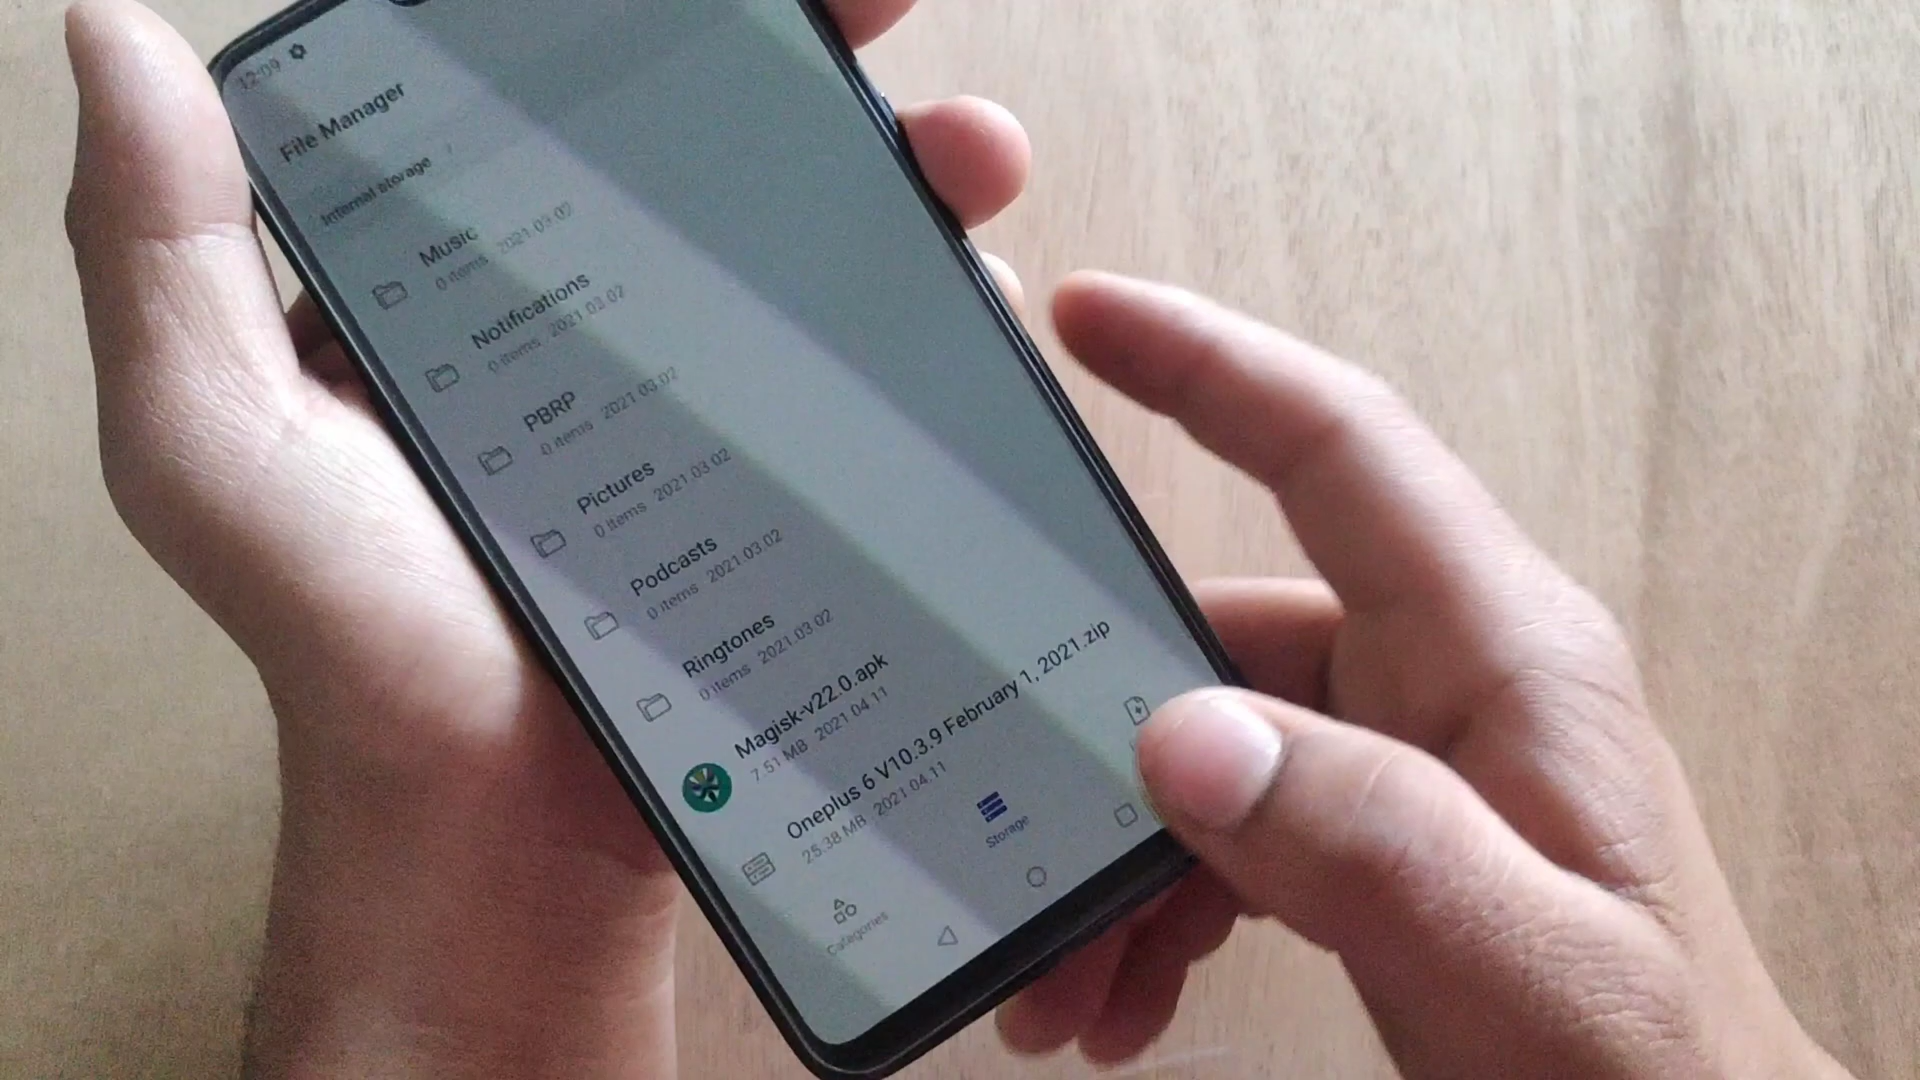 12:09
File Manager
Internal storage
Music
0 items 2021.03.02
Notifications
0 items 2021.03.02
PBRP
0 items 2021.03.02
Pictures
0 items 2021.03.02
Podcasts
0 items 2021.03.02
Ringtones
0 items 2021.03.02
Magisk-v22.0.apk
7.51 MB 2021.04.11
Oneplus 6 V10.3.9 February 1, 2021.zip
25.38 MB 2021.04.11
Categories
Storage